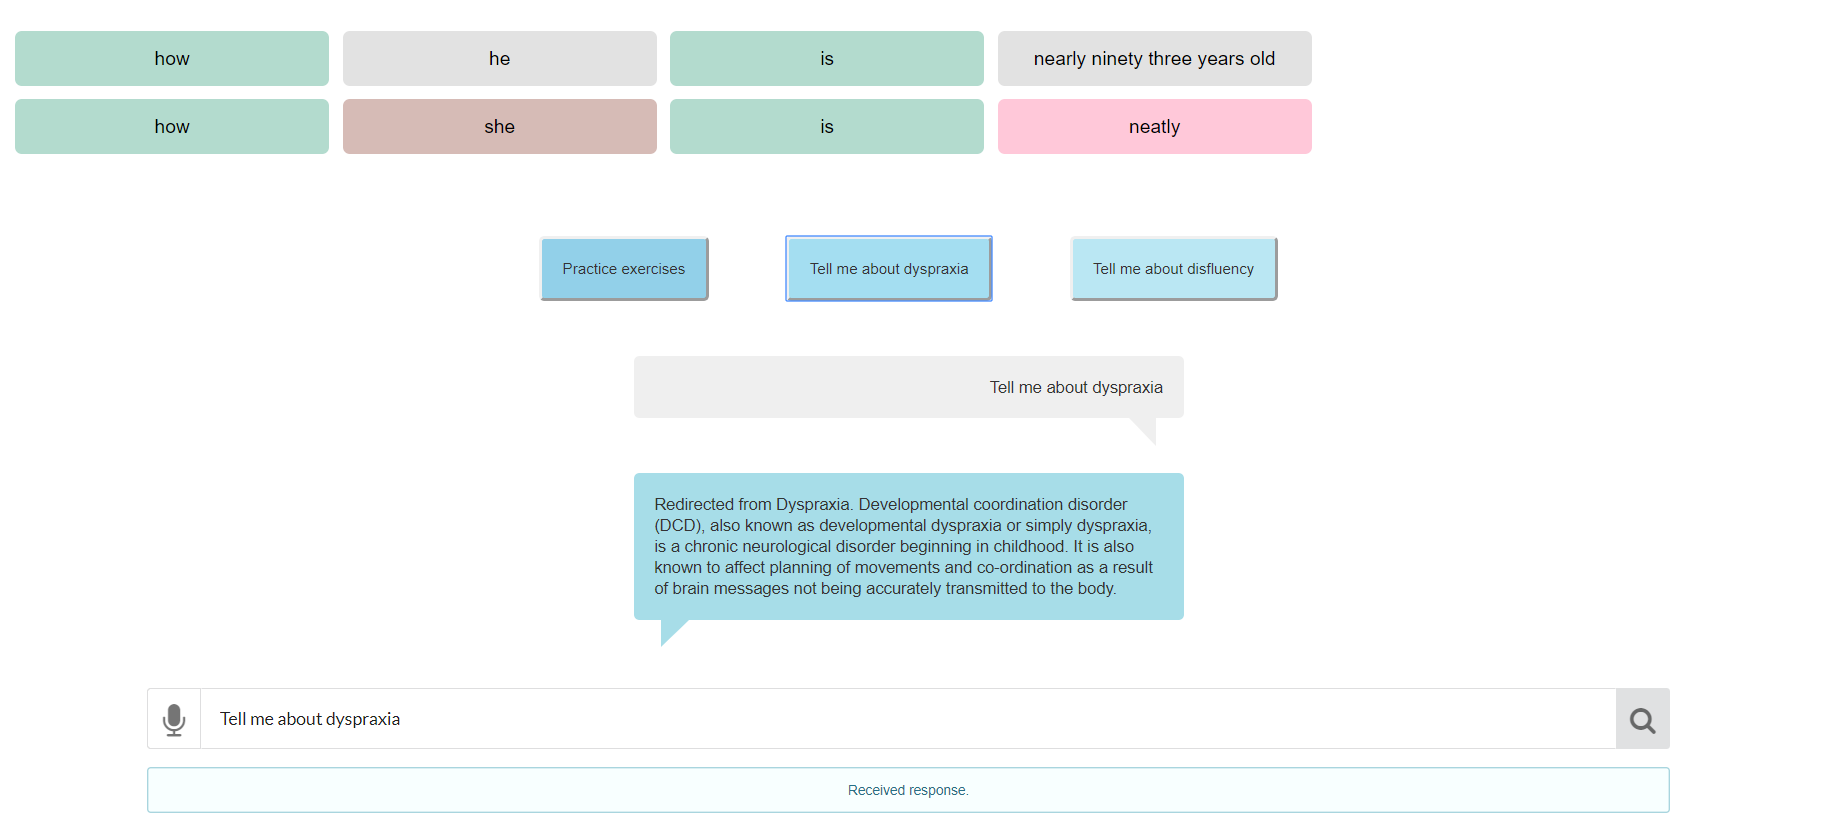 how he is nearly ninety three years old
how she is neatly
Practice exercises Tell me about dyspraxia Tell me about disfluency
Tell me about dyspraxia
Redirected from Dyspraxia. Developmental coordination disorder
(DCD), also known as developmental dyspraxia or simply dyspraxia,
is a chronic neurological disorder beginning in childhood. It is also
known to affect planning of movements and co-ordination as a result
of brain messages not being accurately transmitted to the body.
Tell me about dyspraxia
Received response.